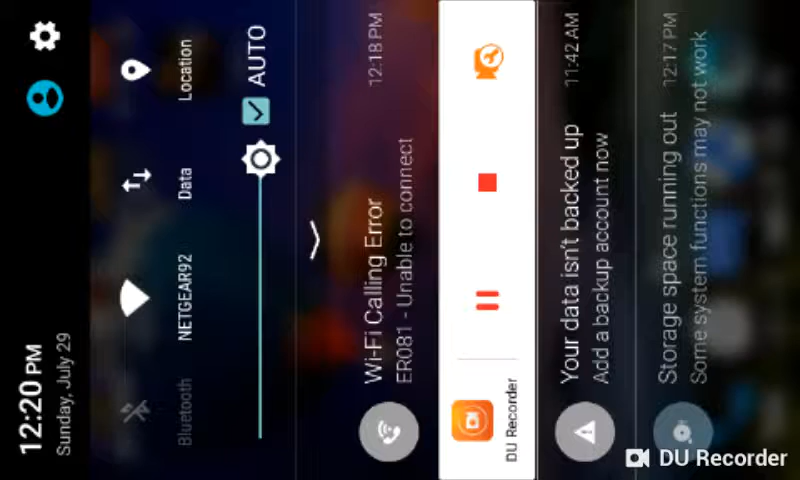 12:20 PM
Sunday, July 29
Bluetooth
NETGEAR92
Data
Location
AUTO
Wi-Fi Calling Error
12:18 PM
ER081 - Unable to connect
DU Recorder
Your data isn't backed up
11:42 AM
Add a backup account now
Storage space running out
12:17 PM
Some system functions may not work
DU Recorder